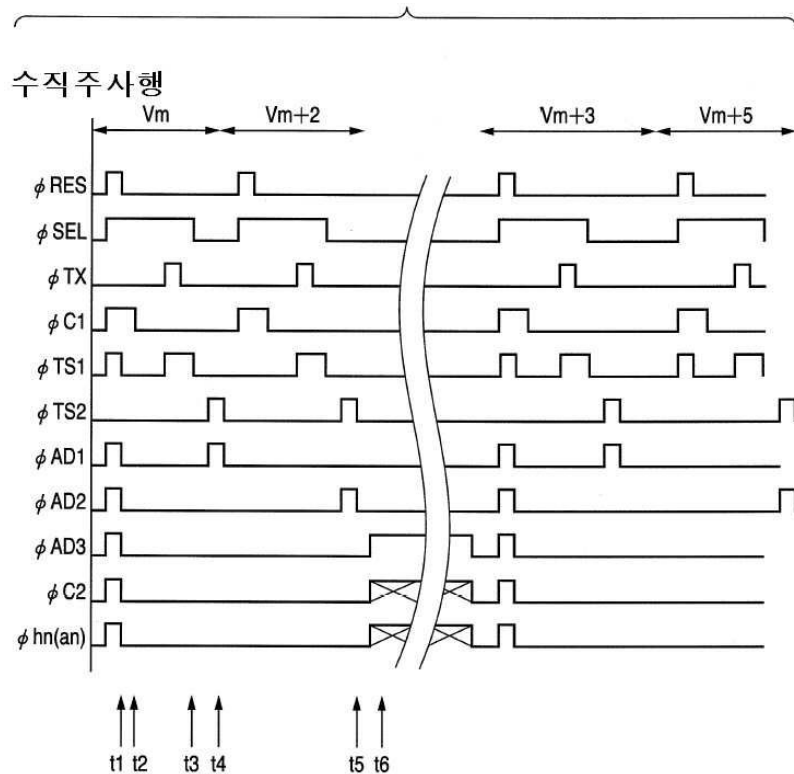 수직주사행
Vm Vm+2 Vm+3 Vm+5
φRES
φSEL
φTX
φC1
φTS1
φTS2
φAD1
φAD2
φAD3
φC2
φhn(an)
t1 t2 t3 t4 t5 t6